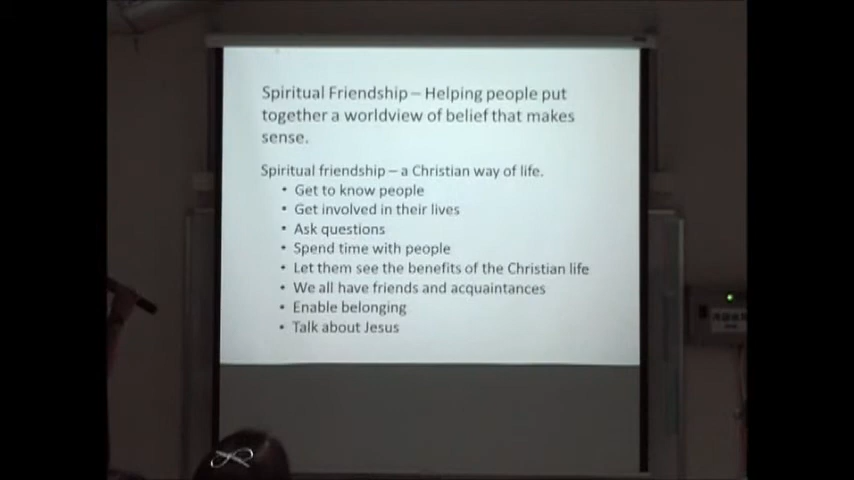 Spiritual Friendship – Helping people put
together a worldview of belief that makes
sense.
Spiritual friendship – a Christian way of life.
• Get to know people
• Get involved in their lives
• Ask questions
• Spend time with people
• Let them see the benefits of the Christian life
• We all have friends and acquaintances
• Enable belonging
• Talk about Jesus